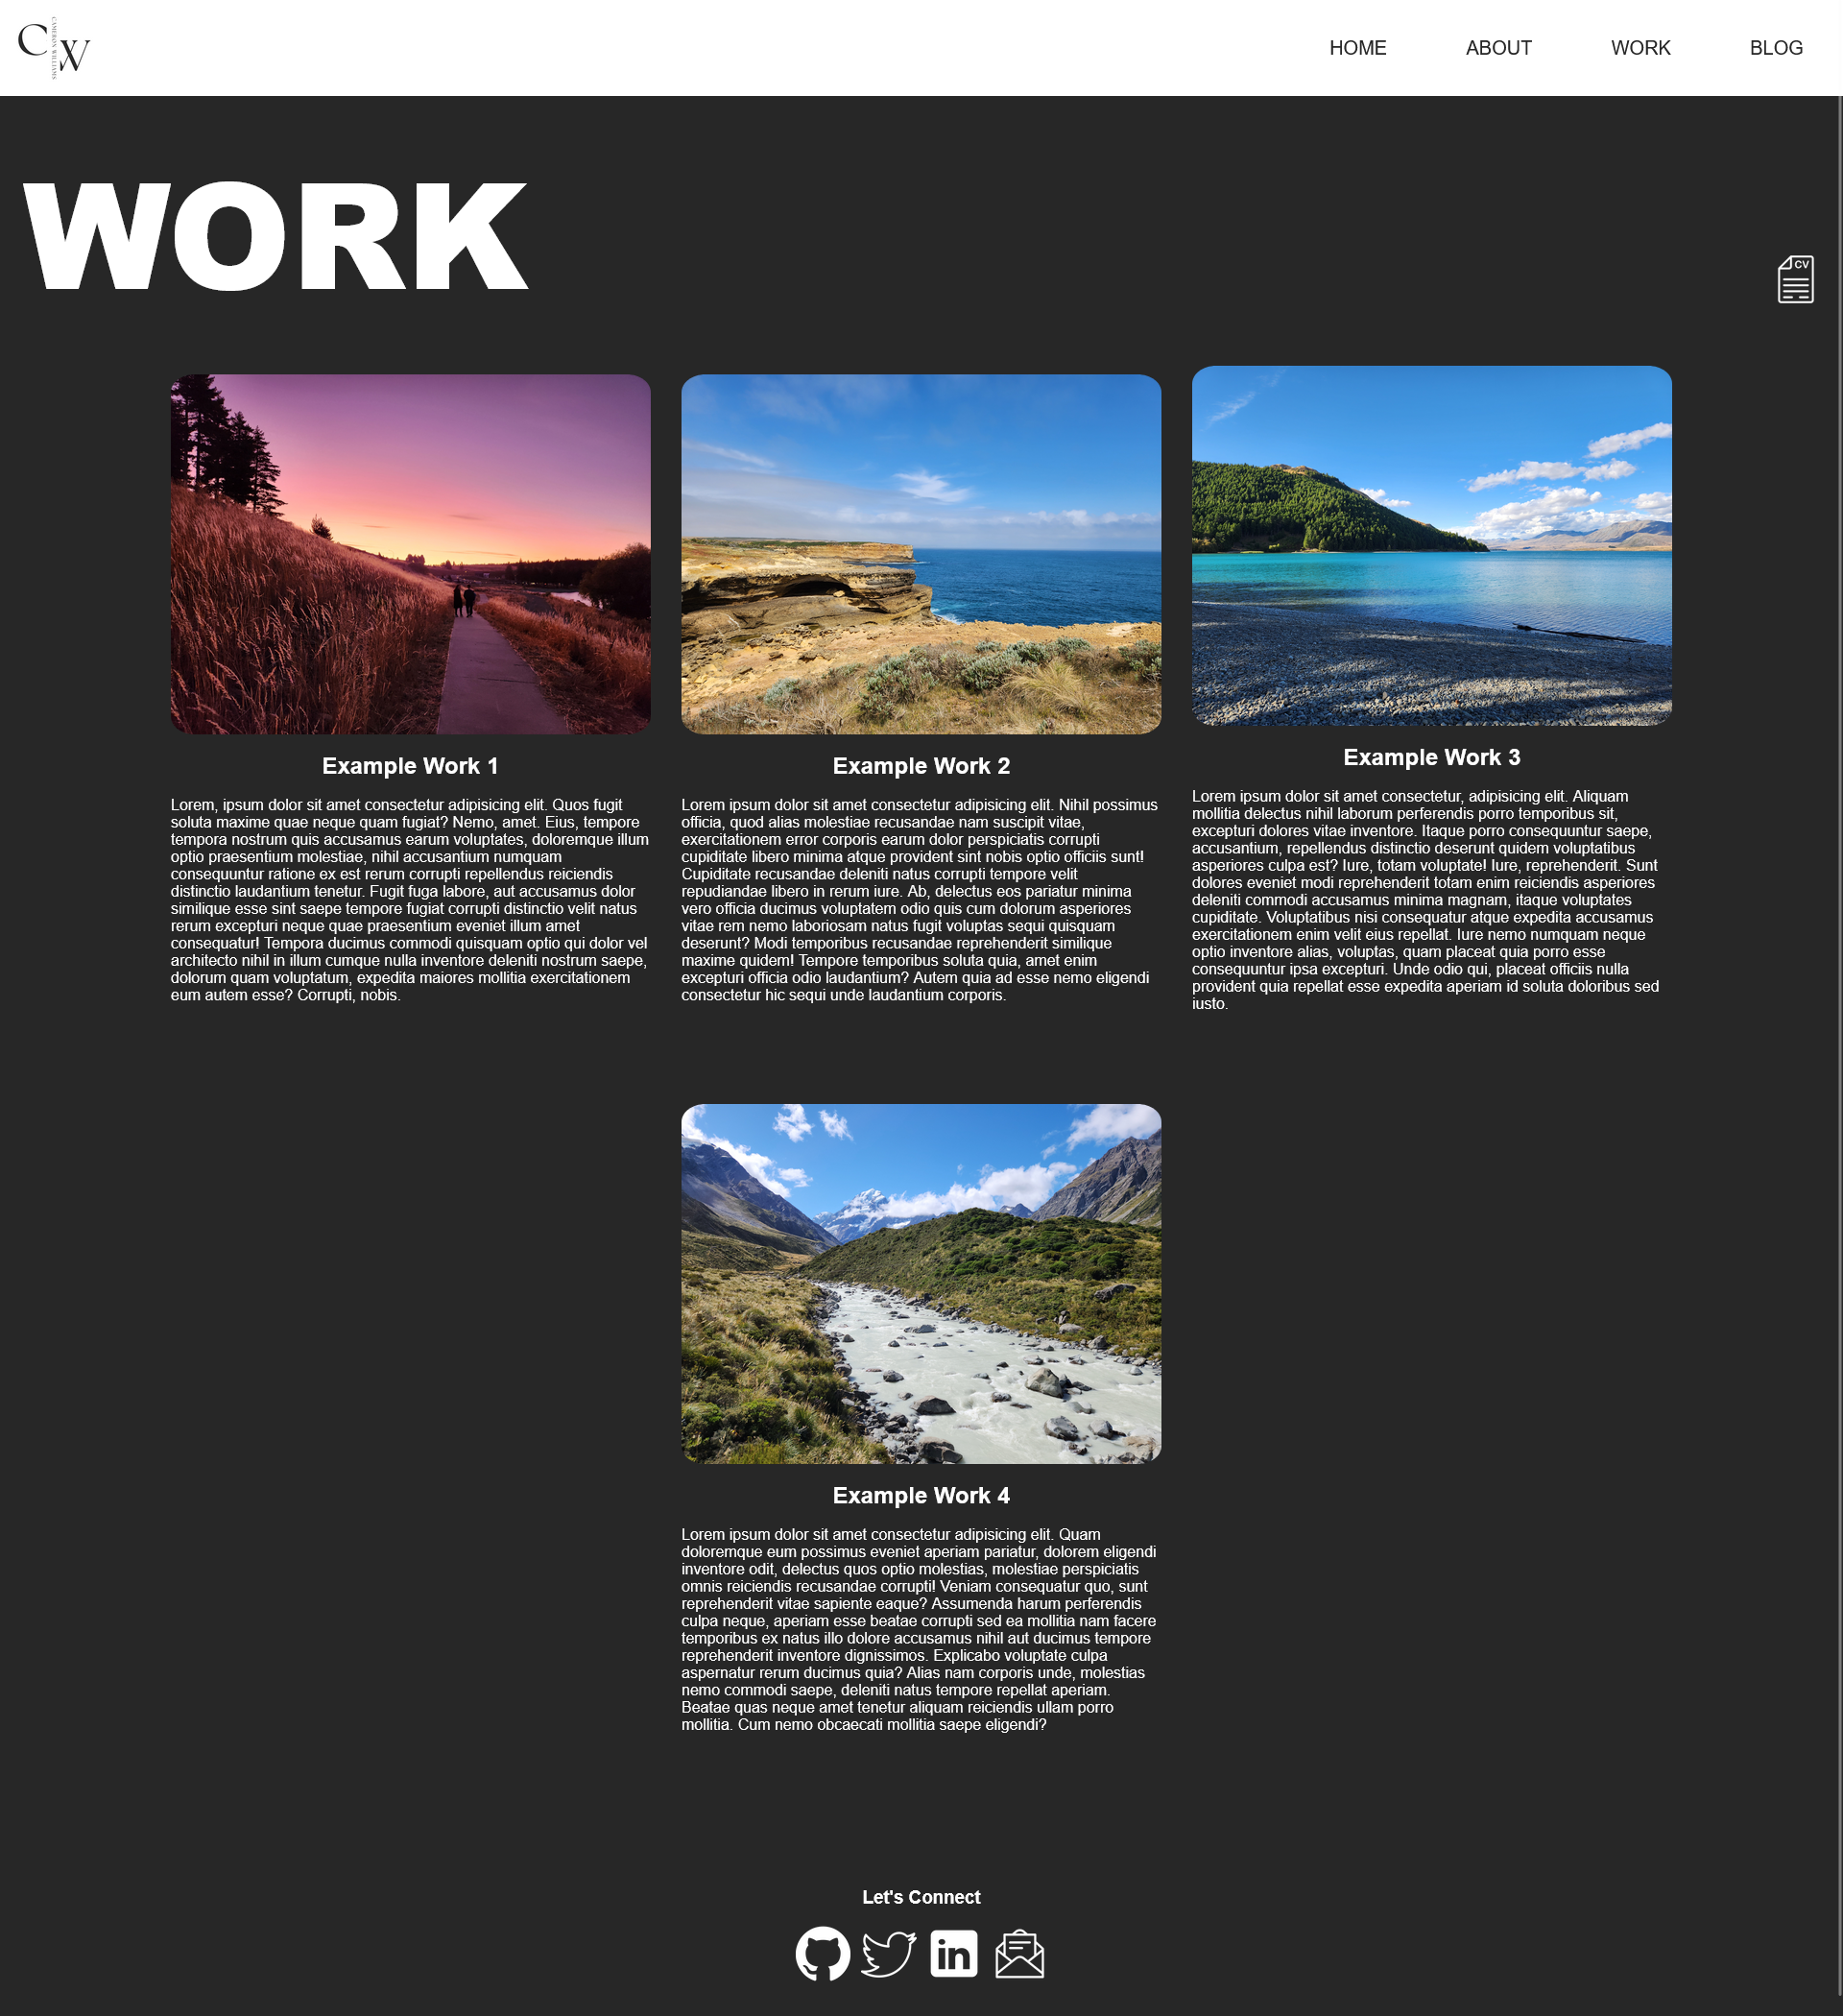 CW
CAMERON WILLIAMS
HOME
ABOUT
WORK
BLOG
WORK
CV
Example Work 1
Lorem, ipsum dolor sit amet consectetur adipisicing elit. Quos fugit
soluta maxime quae neque quam fugiat? Nemo, amet. Eius, tempore
tempora nostrum quis accusamus earum voluptates, doloremque illum
optio praesentium molestiae, nihil accusantium numquam
consequuntur ratione ex est rerum corrupti repellendus reiciendis
distinctio laudantium tenetur. Fugit fuga labore, aut accusamus dolor
similique esse sint saepe tempore fugiat corrupti distinctio velit natus
rerum excepturi neque quae praesentium eveniet illum amet
consequatur! Tempora ducimus commodi quisquam optio qui dolor vel
architecto nihil in illum cumque nulla inventore deleniti nostrum saepe,
dolorum quam voluptatum, expedita maiores mollitia exercitationem
eum autem esse? Corrupti, nobis.
Example Work 2
Lorem ipsum dolor sit amet consectetur adipisicing elit. Nihil possimus
officia, quod alias molestiae recusandae nam suscipit vitae,
exercitationem error corporis earum dolor perspiciatis corrupti
cupiditate libero minima atque provident sint nobis optio officiis sunt!
Cupiditate recusandae deleniti natus corrupti tempore velit
repudiandae libero in rerum iure. Ab, delectus eos pariatur minima
vero officia ducimus voluptatem odio quis cum dolorum asperiores
vitae rem nemo laboriosam natus fugit voluptas sequi quisquam
deserunt? Modi temporibus recusandae reprehenderit similique
maxime quidem! Tempore temporibus soluta quia, amet enim
excepturi officia odio laudantium? Autem quia ad esse nemo eligendi
consectetur hic sequi unde laudantium corporis.
Example Work 3
Lorem ipsum dolor sit amet consectetur, adipisicing elit. Aliquam
mollitia delectus nihil laborum perferendis porro temporibus sit,
excepturi dolores vitae inventore. Itaque porro consequuntur saepe,
accusantium, repellendus distinctio deserunt quidem voluptatibus
asperiores culpa est? Iure, totam voluptate! Iure, reprehenderit. Sunt
dolores eveniet modi reprehenderit totam enim reiciendis asperiores
deleniti commodi accusamus minima magnam, itaque voluptates
cupiditate. Voluptatibus nisi consequatur atque expedita accusamus
exercitationem enim velit eius repellat. Iure nemo numquam neque
optio inventore alias, voluptas, quam placeat quia porro esse
consequuntur ipsa excepturi. Unde odio qui, placeat officiis nulla
provident quia repellat esse expedita aperiam id soluta doloribus sed
iusto.
Example Work 4
Lorem ipsum dolor sit amet consectetur adipisicing elit. Quam
doloremque eum possimus eveniet aperiam pariatur, dolorem eligendi
inventore odit, delectus quos optio molestias, molestiae perspiciatis
omnis reiciendis recusandae corrupti! Veniam consequatur quo, sunt
reprehenderit vitae sapiente eaque? Assumenda harum perferendis
culpa neque, aperiam esse beatae corrupti sed ea mollitia nam facere
temporibus ex natus illo dolore accusamus nihil aut ducimus tempore
reprehenderit inventore dignissimos. Explicabo voluptate culpa
aspernatur rerum ducimus quia? Alias nam corporis unde, molestias
nemo commodi saepe, deleniti natus tempore repellat aperiam.
Beatae quas neque amet tenetur aliquam reiciendis ullam porro
mollitia. Cum nemo obcaecati mollitia saepe eligendi?
Let's Connect
in